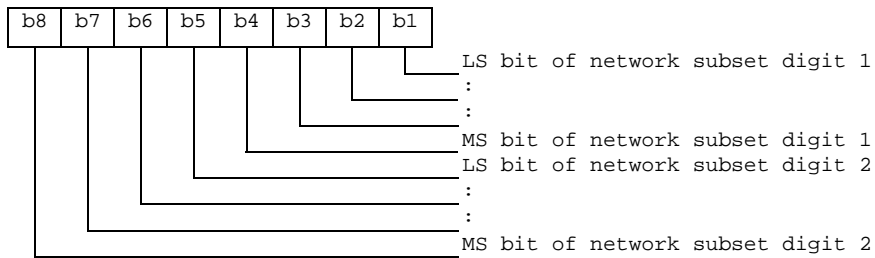 b8 b7 b6 b5 b4 b3 b2 b1
LS bit of network subset digit 1
:
:
MS bit of network subset digit 1
LS bit of network subset digit 2
:
:
MS bit of network subset digit 2